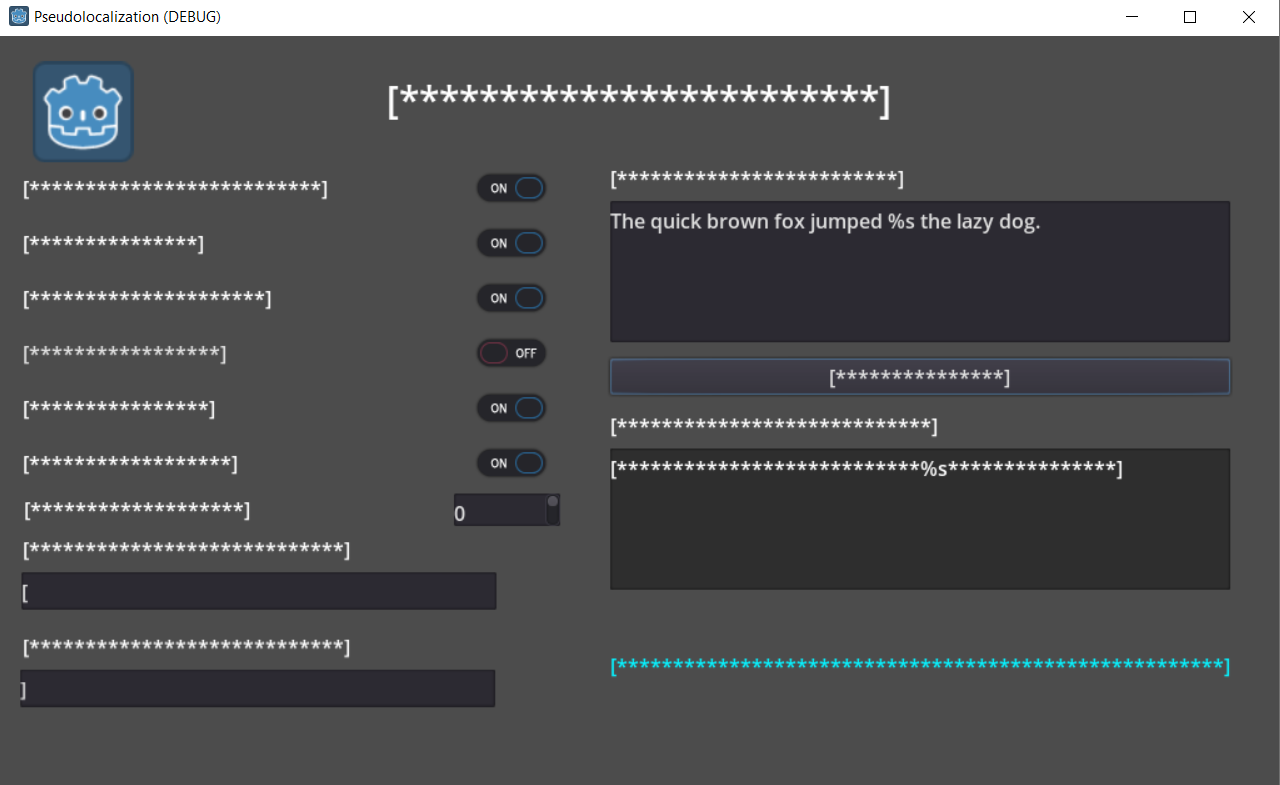 Pseudolocalization (DEBUG)
[************************]
[**************************]
ON
[***************]
ON
[*********************]
ON
[*****************]
OFF
[****************]
ON
[******************]
ON
[*******************]
0
[****************************]
[
[****************************]
]
[*************************]
The quick brown fox jumped %s the lazy dog.
[***************]
[****************************]
[***************************%s***************]
[******************************************************]